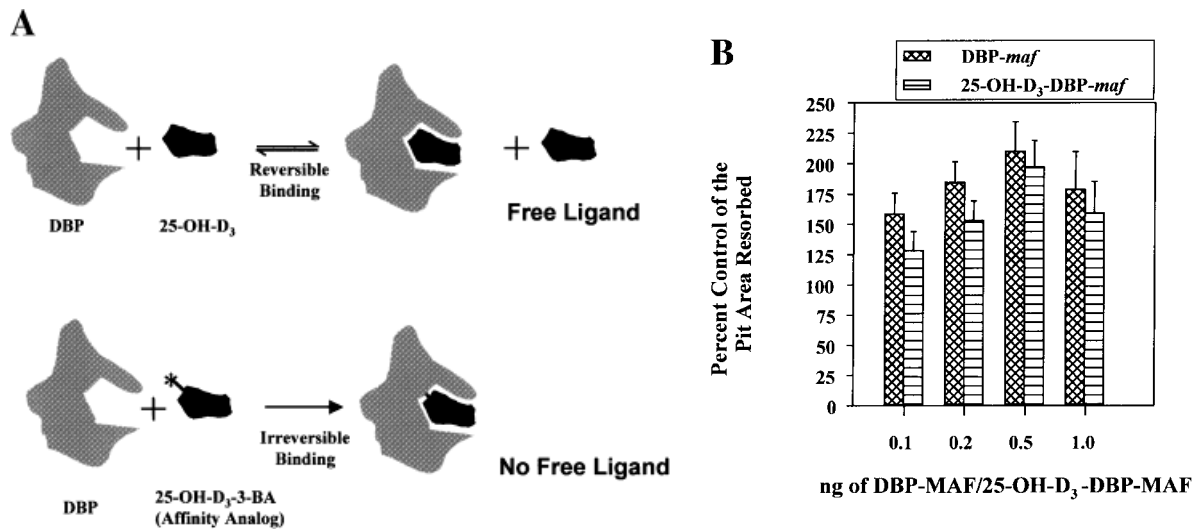 A
+
+
Reversible
Binding
DBP
25-OH-D3
Free Ligand
*
+
Irreversible
Binding
No Free Ligand
DBP
25-OH-D3-3-BA
(Affinity Analog)
B
DBP-maf
25-OH-D3-DBP-maf
Percent Control of the
Pit Area Resorbed
250
225
200
175
150
125
100
75
50
25
0
0.1 0.2 0.5 1.0
ng of DBP-MAF/25-OH-D3-DBP-MAF